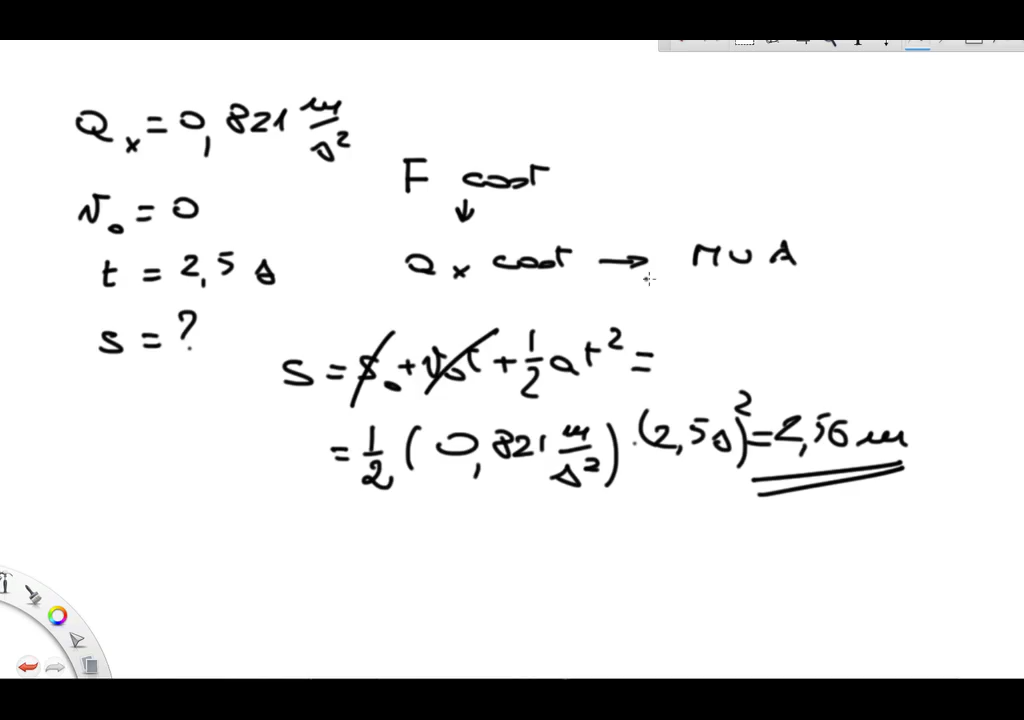 aₓ = 0,821 m/s²
v₀ = 0
t = 2,5 s
s = ?
F cost
↓
aₓ cost → MUA
s = s₀ + v₀t + 1/2 at² =
= 1/2 (0,821 m/s²) · (2,5 s)² = 2,56 m